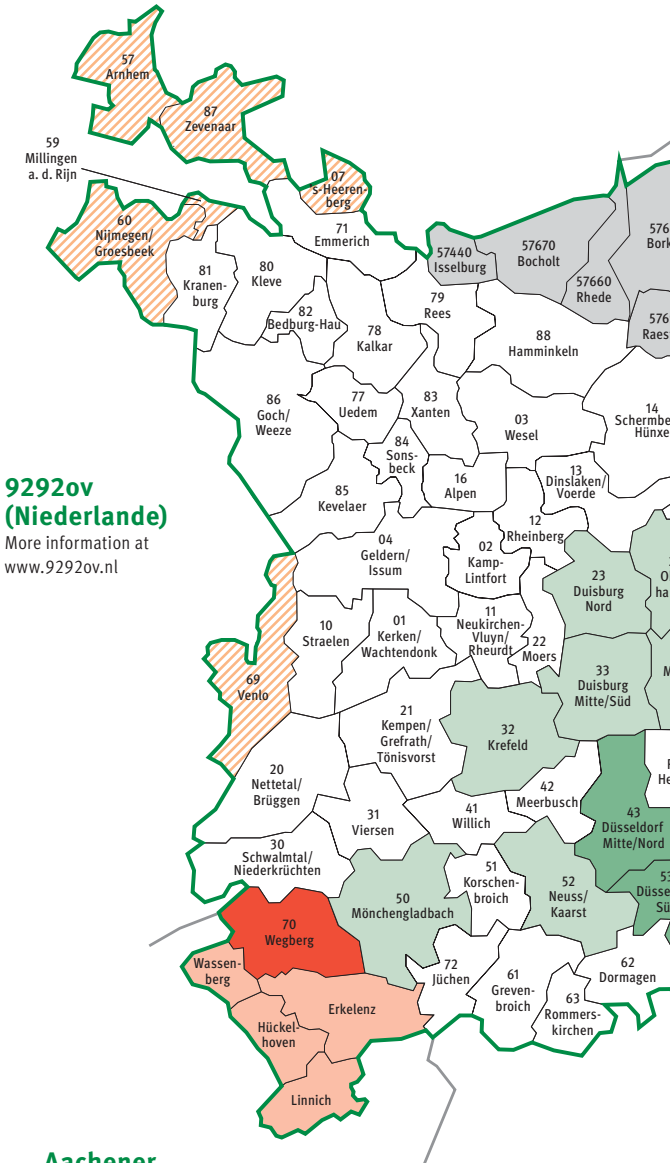 57
Arnhem
87
Zevenaar
59
Millingen
a. d. Rijn
07
's-Heeren-
berg
60
Nijmegen/
Groesbeek
71
Emmerich
57440
Isselburg
57670
Bocholt
57660
Rhede
81
Kranen-
burg
80
Kleve
82
Bedburg-Hau
79
Rees
78
Kalkar
88
Hamminkeln
86
Goch/
Weeze
77
Uedem
83
Xanten
03
Wesel
14
84
Sons-
beck
16
Alpen
13
Dinslaken/
Voerde
85
Kevelaer
12
Rheinberg
9292ov
(Niederlande)
More information at
www.9292ov.nl
04
Geldern/
Issum
02
Kamp-
Lintfort
23
Duisburg
Nord
10
Straelen
01
Kerken/
Wachtendonk
11
Neukirchen-
Vluyn/
Rheurdt
22
Moers
69
Venlo
33
Duisburg
Mitte/Süd
21
Kempen/
Grefrath/
Tönisvorst
32
Krefeld
20
Nettetal/
Brüggen
42
Meerbusch
31
Viersen
41
Willich
43
Düsseldorf
Mitte/Nord
30
Schwalmtal/
Niederkrüchten
51
Korschen-
broich
50
Mönchengladbach
52
Neuss/
Kaarst
53
70
Wegberg
Wassen-
berg
72
Jüchen
61
Greven-
broich
62
Dormagen
63
Rommers-
kirchen
Erkelenz
Hückel-
hoven
Linnich
Aachener